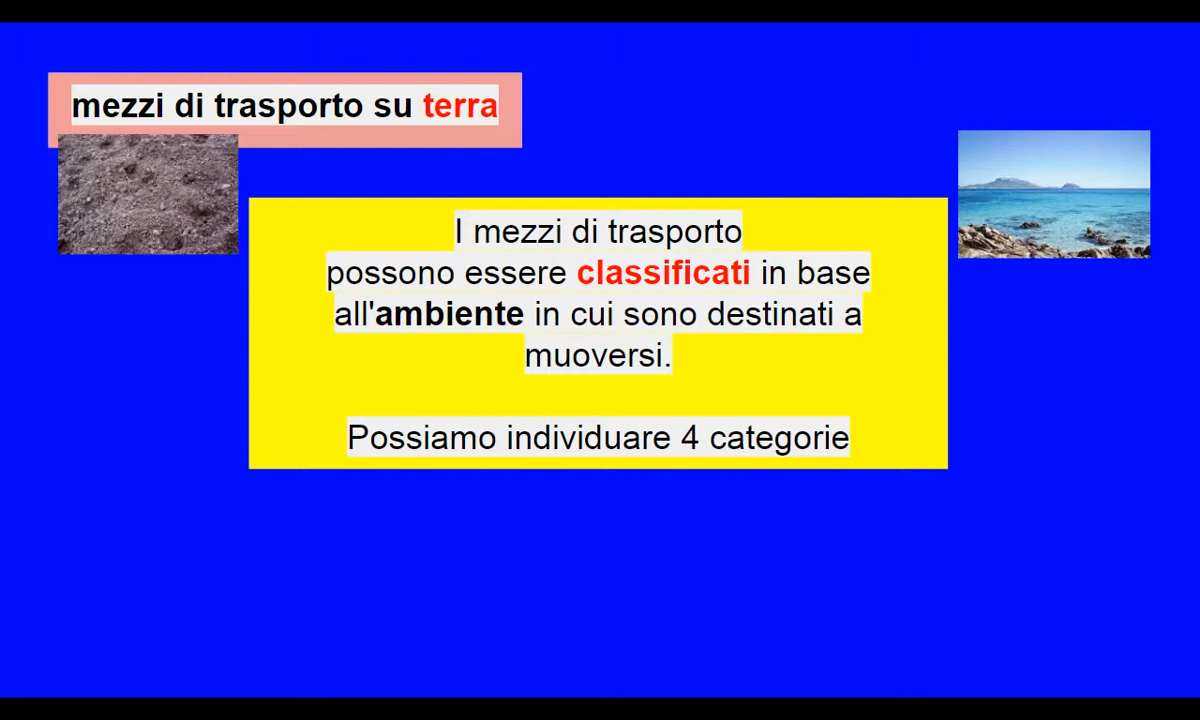 mezzi di trasporto su terra
I mezzi di trasporto
possono essere classificati in base
all'ambiente in cui sono destinati a
muoversi.
Possiamo individuare 4 categorie